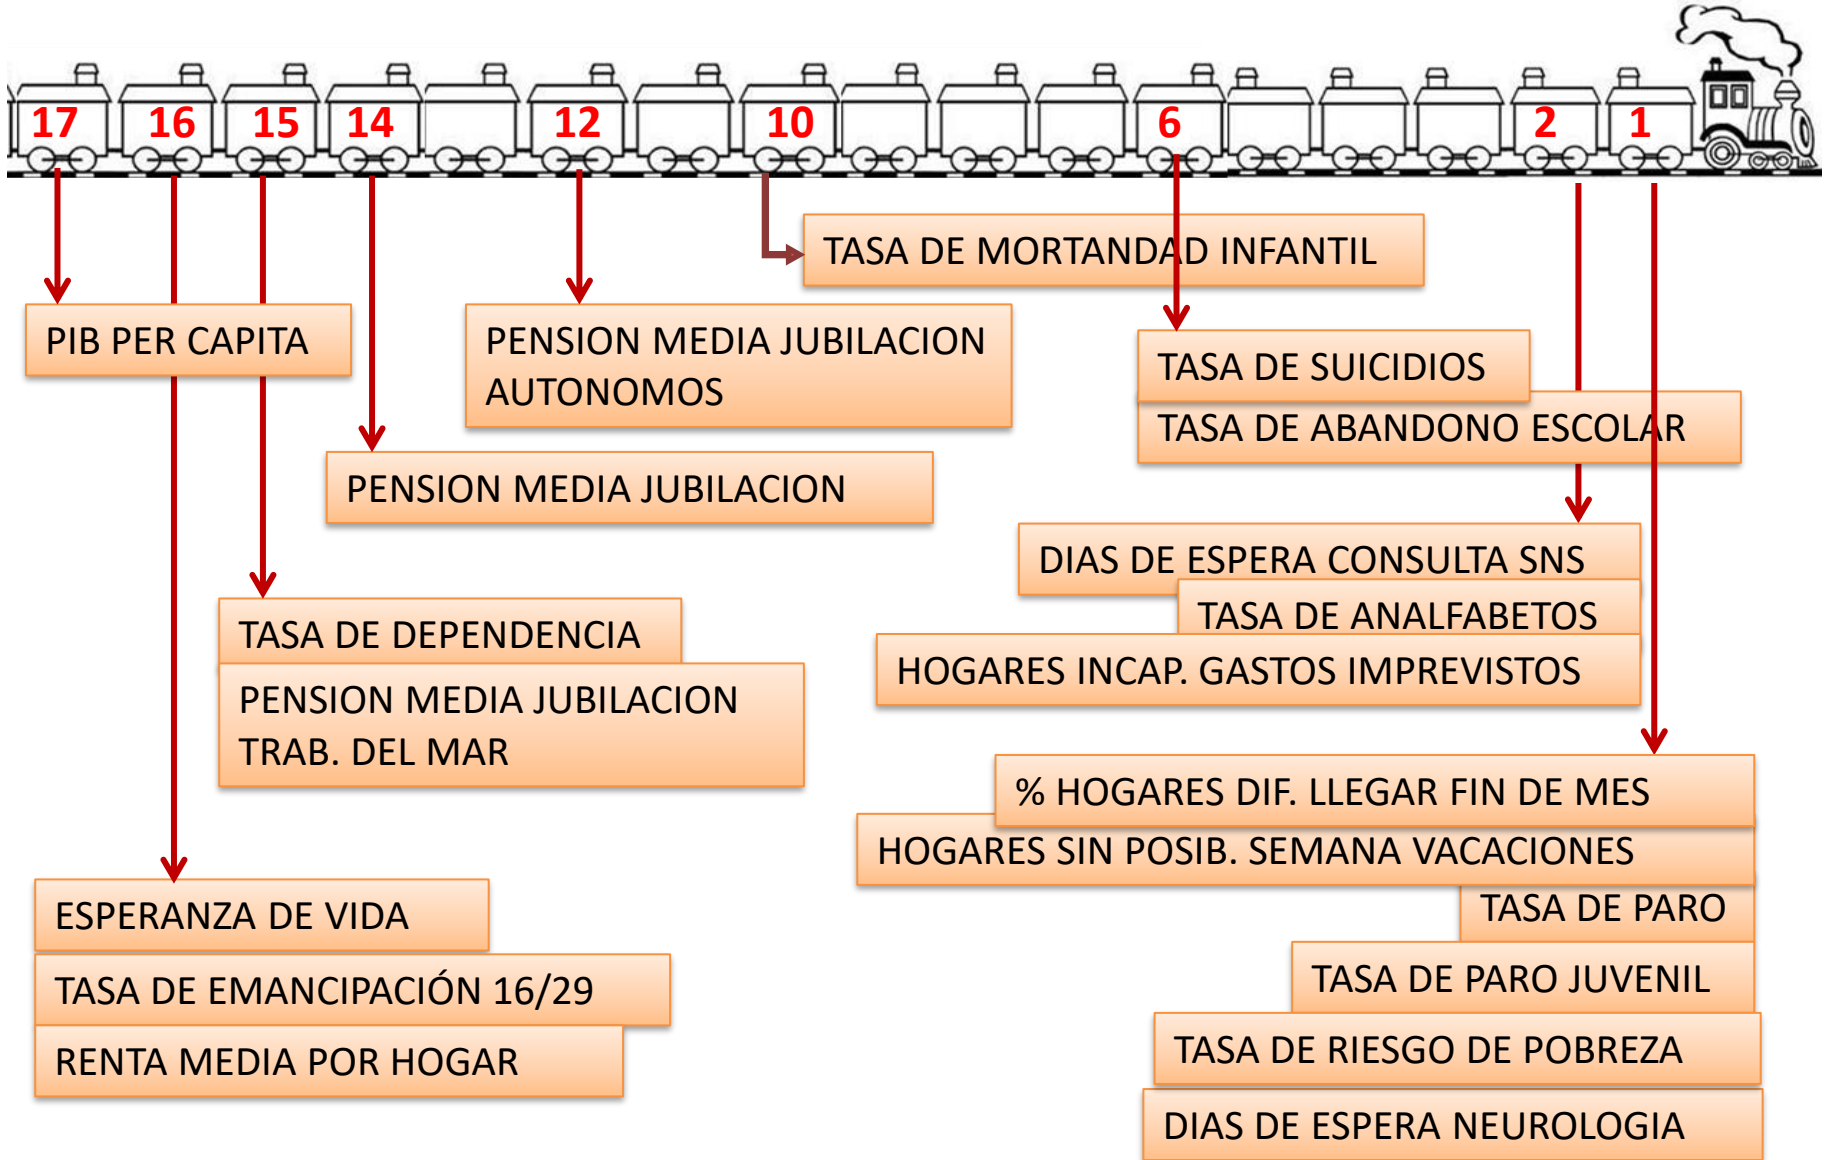 17 16 15 14 12 10 6 2 1
TASA DE MORTANDAD INFANTIL
PIB PER CAPITA
PENSION MEDIA JUBILACION
AUTONOMOS
TASA DE SUICIDIOS
TASA DE ABANDONO ESCOLAR
PENSION MEDIA JUBILACION
DIAS DE ESPERA CONSULTA SNS
TASA DE ANALFABETOS
HOGARES INCAP. GASTOS IMPREVISTOS
TASA DE DEPENDENCIA
PENSION MEDIA JUBILACION
TRAB. DEL MAR
% HOGARES DIF. LLEGAR FIN DE MES
HOGARES SIN POSIB. SEMANA VACACIONES
TASA DE PARO
TASA DE PARO JUVENIL
TASA DE RIESGO DE POBREZA
DIAS DE ESPERA NEUROLOGIA
ESPERANZA DE VIDA
TASA DE EMANCIPACIÓN 16/29
RENTA MEDIA POR HOGAR